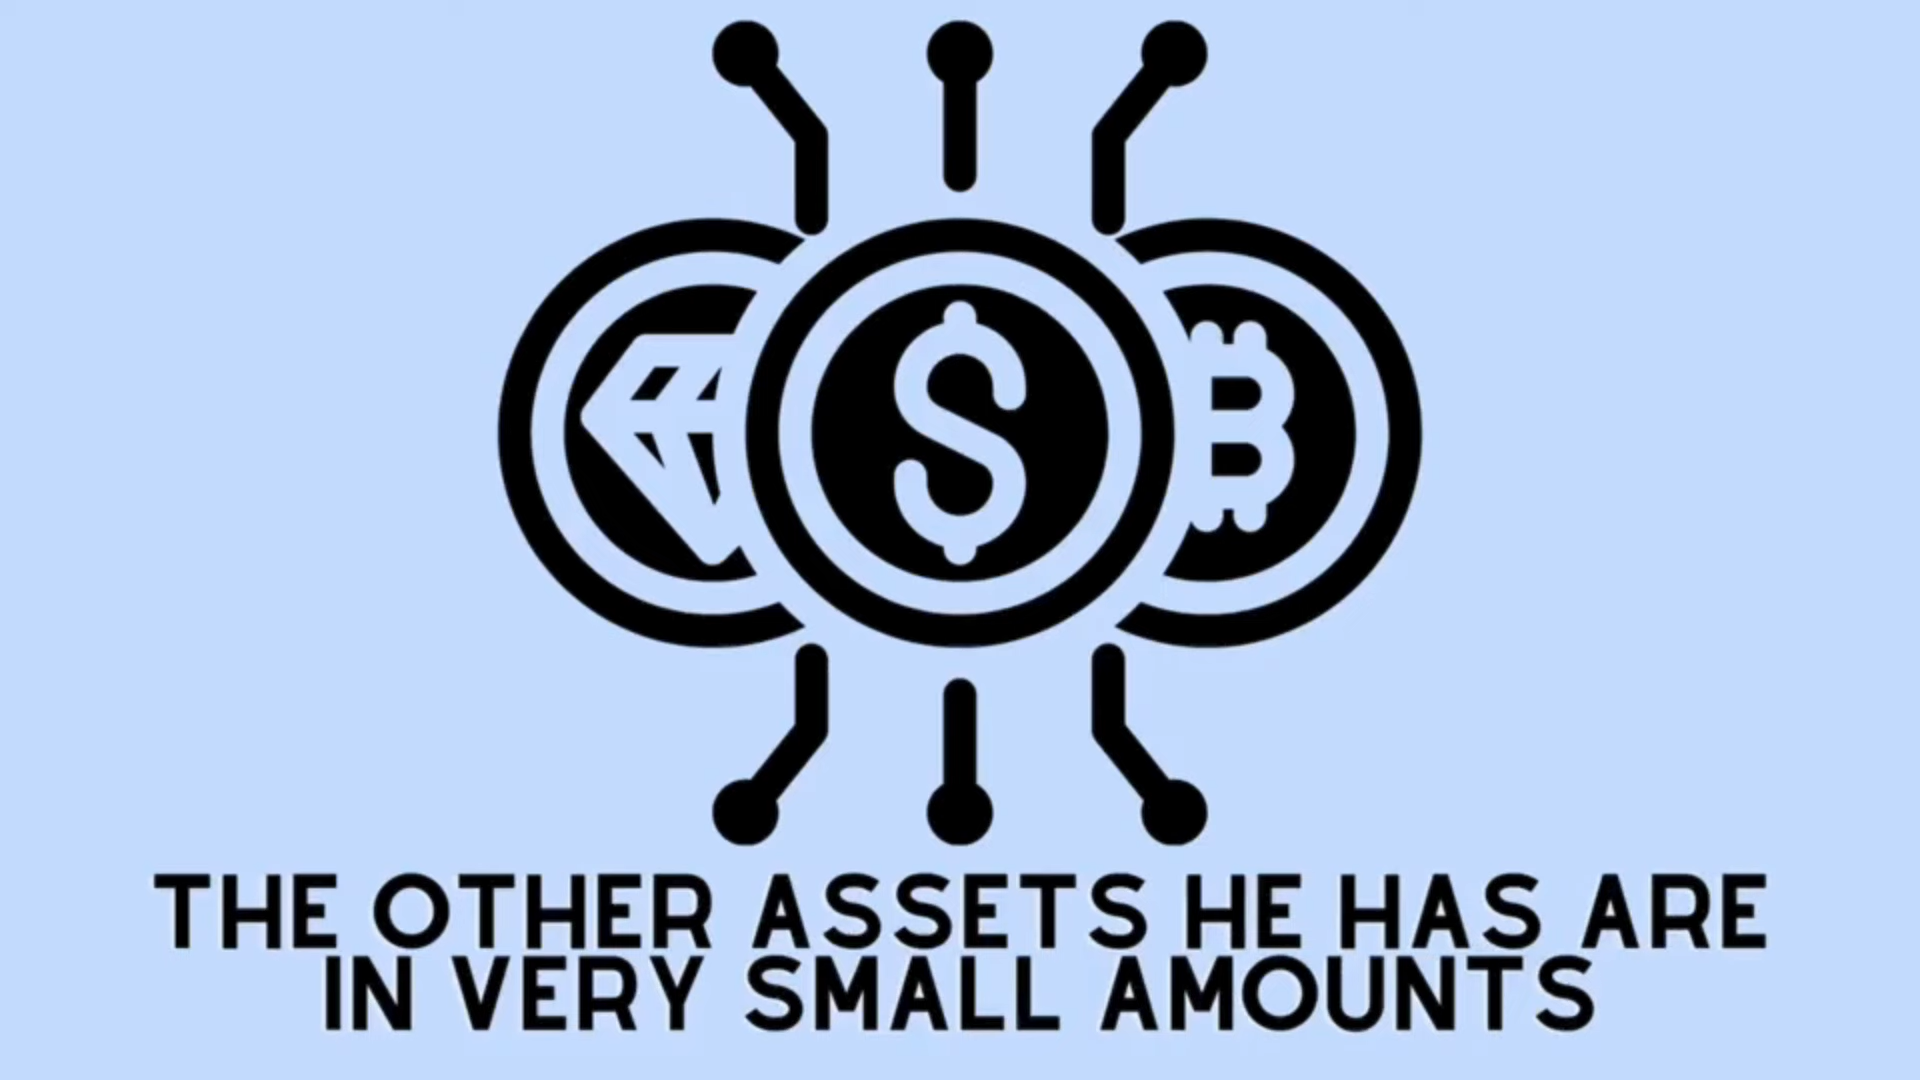 THE OTHER ASSETS HE HAS ARE
IN VERY SMALL AMOUNTS